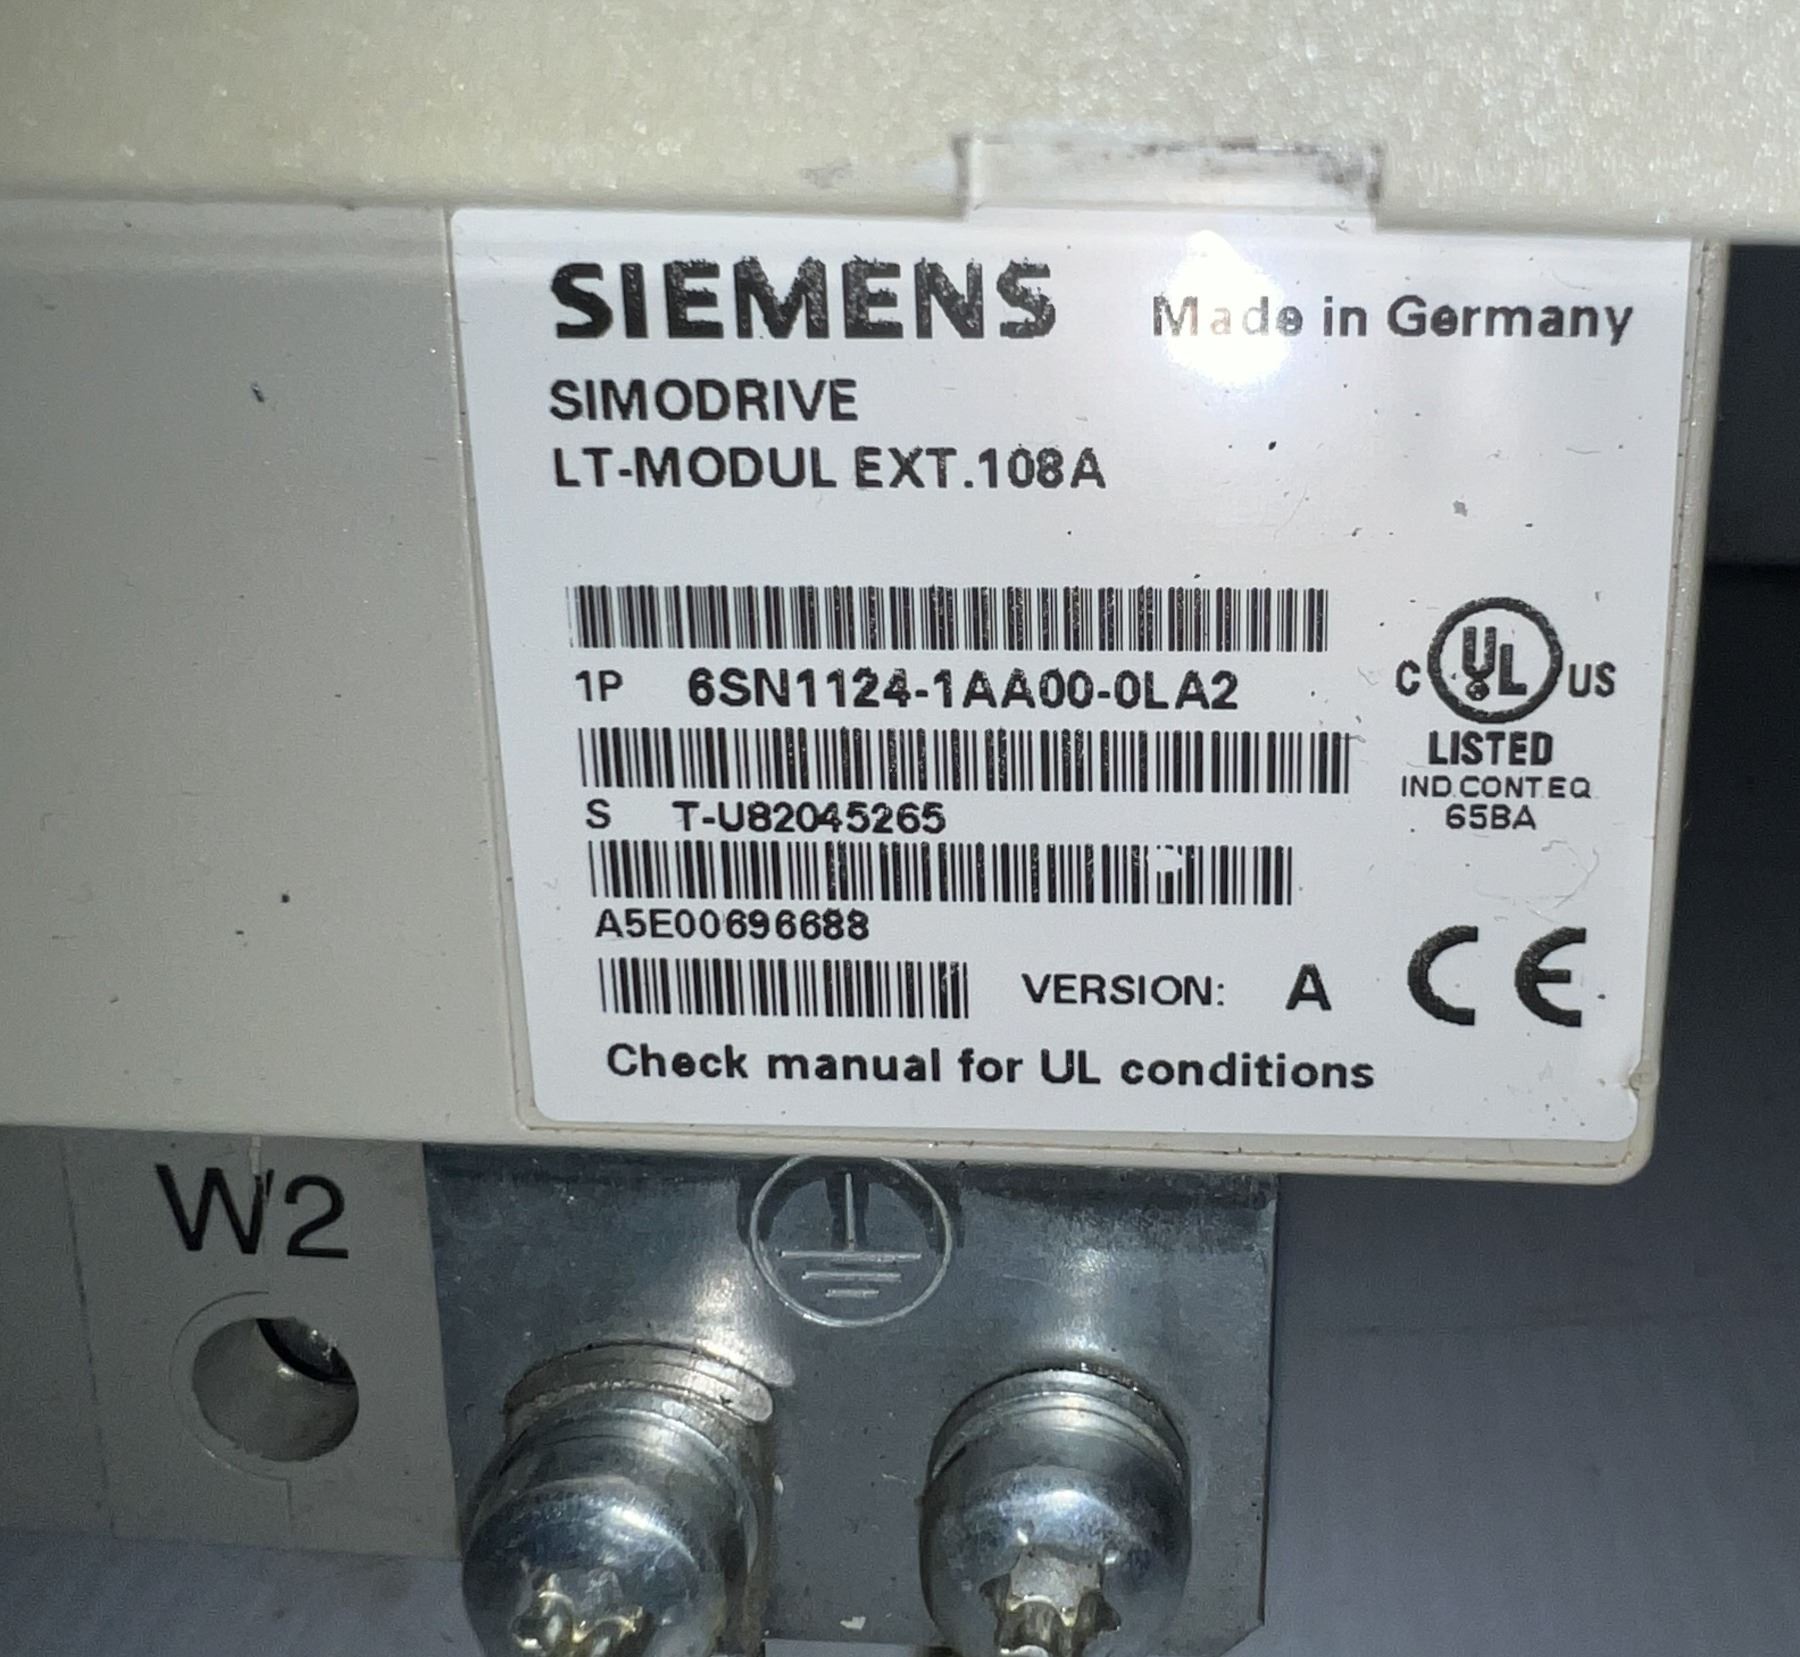 SIEMENS Made in Germany
SIMODRIVE
LT-MODUL EXT.108A
1P 6SN1124-1AA00-0LA2
C UL US
LISTED
IND.CONT.EQ
65BA
S T-U82045265
A5E00696688
VERSION: A CE
Check manual for UL conditions
W2